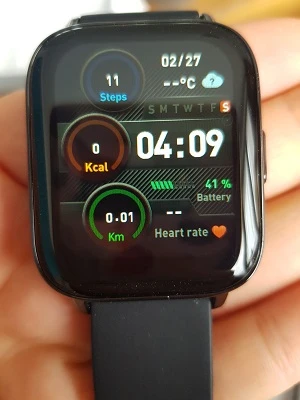 02/27
11
Steps
--°C ?
S M T W T F S
0
Kcal
04:09
41 %
Battery
0.01
Km
--
Heart rate